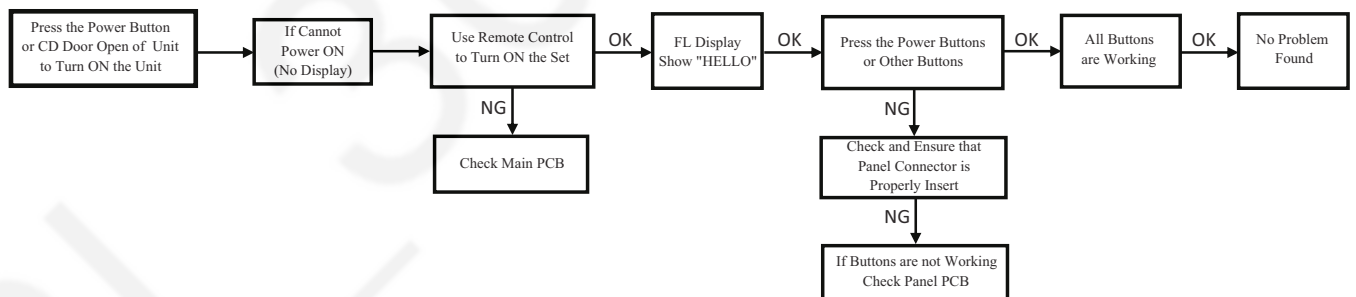 Press the Power Button
or CD Door Open of Unit
to Turn ON the Unit
If Cannot
Power ON
(No Display)
Use Remote Control
to Turn ON the Set
OK
FL Display
Show "HELLO"
OK
Press the Power Buttons
or Other Buttons
OK
All Buttons
are Working
OK
No Problem
Found
NG
Check Main PCB
NG
Check and Ensure that
Panel Connector is
Properly Insert
NG
If Buttons are not Working
Check Panel PCB